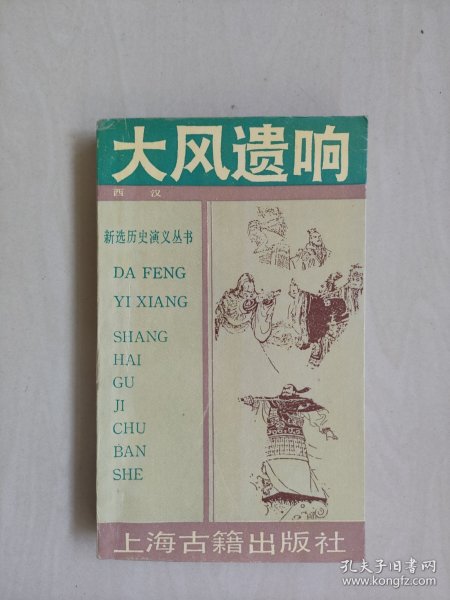 大风遗响
西 汉
新选历史演义丛书
DA FENG
YI XIANG
SHANG
HAI
GU
JI
CHU
BAN
SHE
上海古籍出版社
孔夫子旧书网
www.kongfz.com